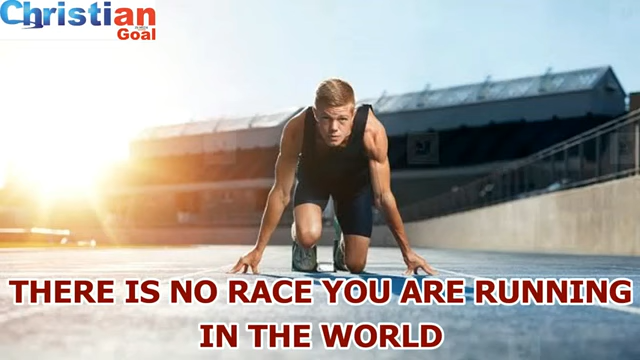 Christian
Goal
THERE IS NO RACE YOU ARE RUNNING
IN THE WORLD